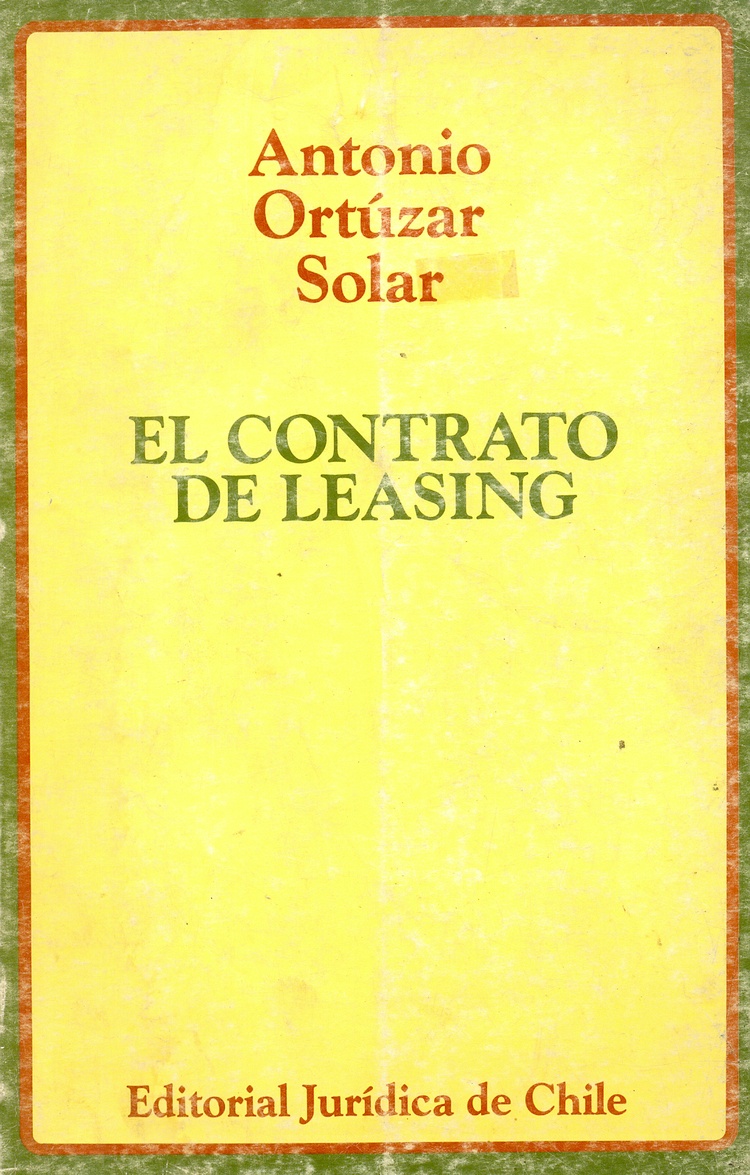 Antonio
Ortúzar
Solar
EL CONTRATO
DE LEASING
Editorial Jurídica de Chile